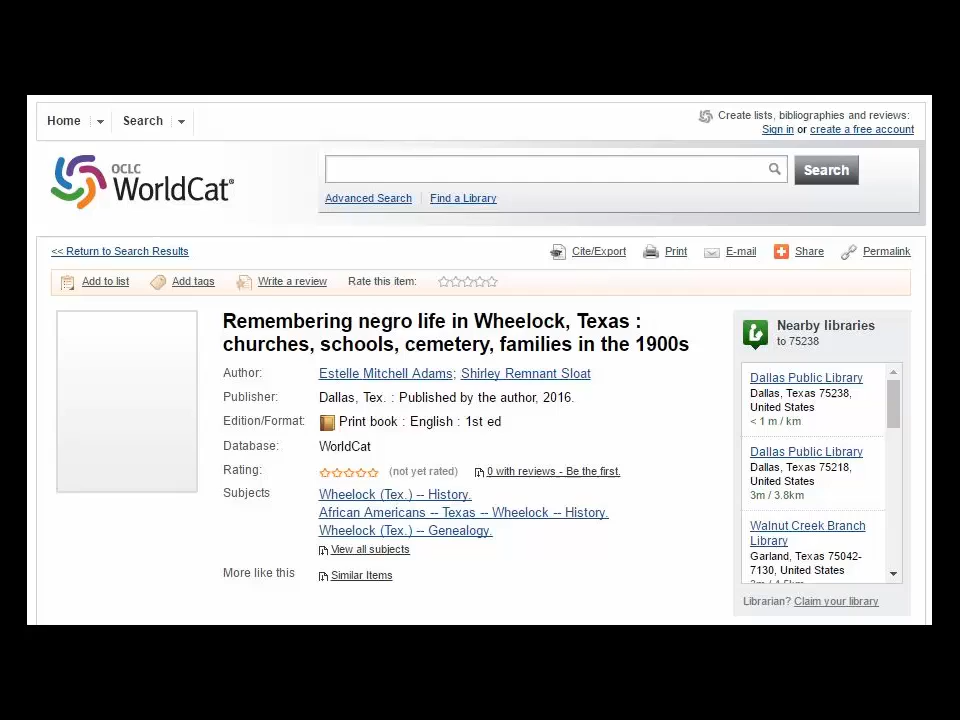 Home Search
Create lists, bibliographies and reviews:
Sign in or create a free account
OCLC
WorldCat®
Search
Advanced Search Find a Library
<< Return to Search Results
Cite/Export Print E-mail Share Permalink
Add to list Add tags Write a review Rate this item:
Remembering negro life in Wheelock, Texas :
churches, schools, cemetery, families in the 1900s
Author: Estelle Mitchell Adams; Shirley Remnant Sloat
Publisher: Dallas, Tex. : Published by the author, 2016.
Edition/Format: Print book : English : 1st ed
Database: WorldCat
Rating: (not yet rated) 0 with reviews - Be the first.
Subjects Wheelock (Tex.) -- History.
African Americans -- Texas -- Wheelock -- History.
Wheelock (Tex.) -- Genealogy.
View all subjects
More like this Similar Items
Nearby libraries
to 75238
Dallas Public Library
Dallas, Texas 75238,
United States
< 1 m / km
Dallas Public Library
Dallas, Texas 75218,
United States
3m / 3.8km
Walnut Creek Branch
Library
Garland, Texas 75042-
7130, United States
Librarian? Claim your library